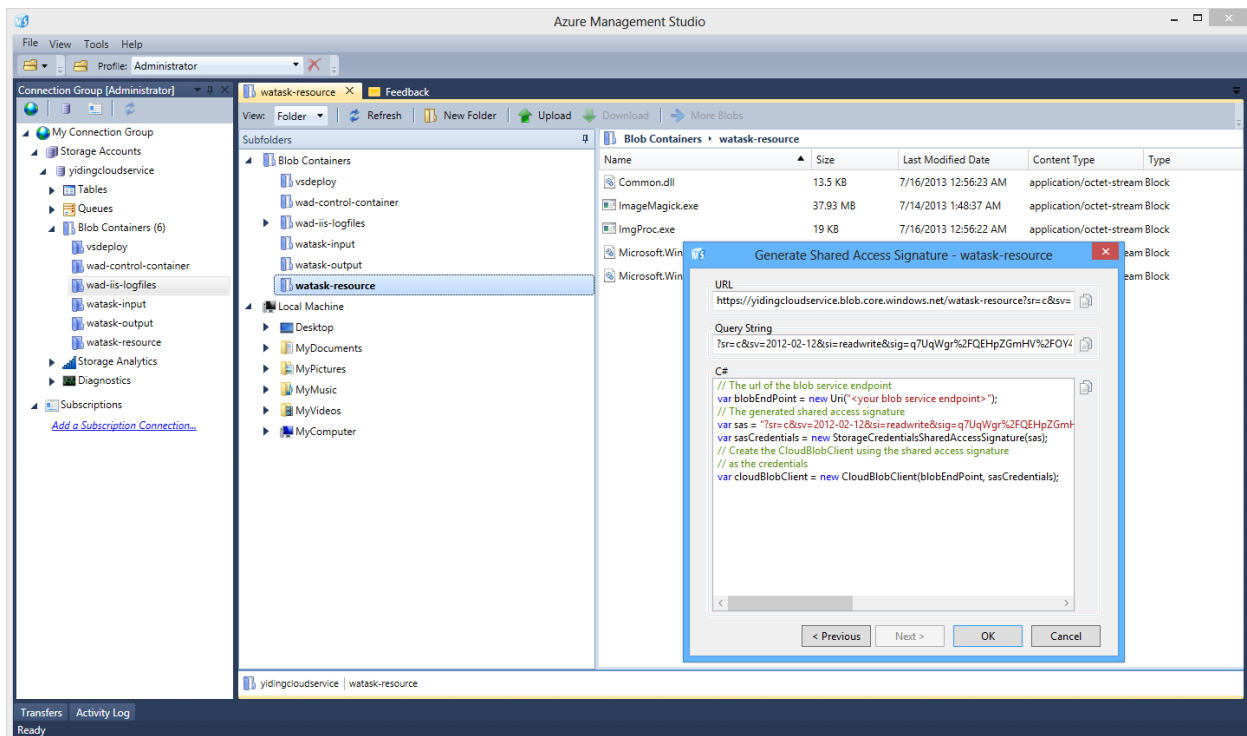 Azure Management Studio
File View Tools Help
Profile: Administrator
Connection Group [Administrator]
My Connection Group
Storage Accounts
yidingcloudservice
Tables
Queues
Blob Containers (6)
vsdeploy
wad-control-container
wad-iis-logfiles
watask-input
watask-output
watask-resource
Storage Analytics
Diagnostics
Subscriptions
Add a Subscription Connection...
watask-resource Feedback
View: Folder Refresh New Folder Upload Download More Blobs
Subfolders
Blob Containers
vsdeploy
wad-control-container
wad-iis-logfiles
watask-input
watask-output
watask-resource
Local Machine
Desktop
MyDocuments
MyPictures
MyMusic
MyVideos
MyComputer
Blob Containers watask-resource
Name Size Last Modified Date Content Type Type
Common.dll 13.5 KB 7/16/2013 12:56:23 AM application/octet-stream Block
ImageMagick.exe 37.93 MB 7/14/2013 1:48:37 AM application/octet-stream Block
ImgProc.exe 19 KB 7/16/2013 12:56:22 AM application/octet-stream Block
Microsoft.Win eam Block
Microsoft.Win eam Block
Generate Shared Access Signature - watask-resource
URL
https://yidingcloudservice.blob.core.windows.net/watask-resource?sr=c&sv=
Query String
?sr=c&sv=2012-02-12&si=readwrite&sig=q7UqWgr%2FQEHpZGmHV%2FOY4
C#
// The url of the blob service endpoint
var blobEndPoint = new Uri("<your blob service endpoint>");
// The generated shared access signature
var sas = "?sr=c&sv=2012-02-12&si=readwrite&sig=q7UqWgr%2FQEHpZGmH
var sasCredentials = new StorageCredentialsSharedAccessSignature(sas);
// Create the CloudBlobClient using the shared access signature
// as the credentials
var cloudBlobClient = new CloudBlobClient(blobEndPoint, sasCredentials);
< Previous Next > OK Cancel
yidingcloudservice watask-resource
Transfers Activity Log
Ready